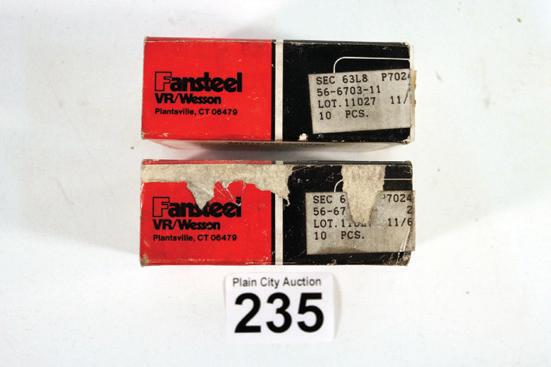 Fansteel
VR/Wesson
Plantsville, CT 06479
SEC 63L8 P7024
56-6703-11
LOT. 11027 11/
10 PCS.
Fansteel
VR/Wesson
Plantsville, CT 06479
SEC 6 P7024
56-67 2
LOT. 11/6
10 PCS.
Plain City Auction
235